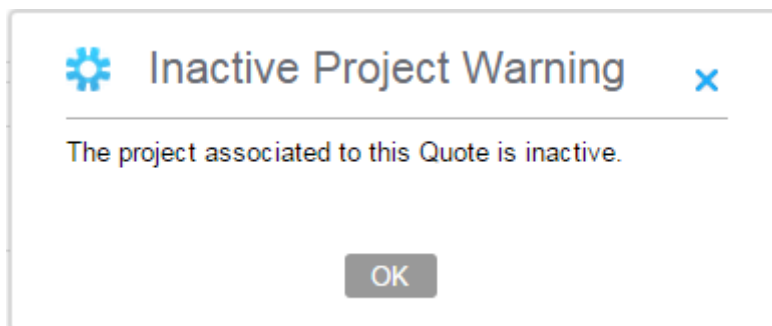 Inactive Project Warning
The project associated to this Quote is inactive.
OK